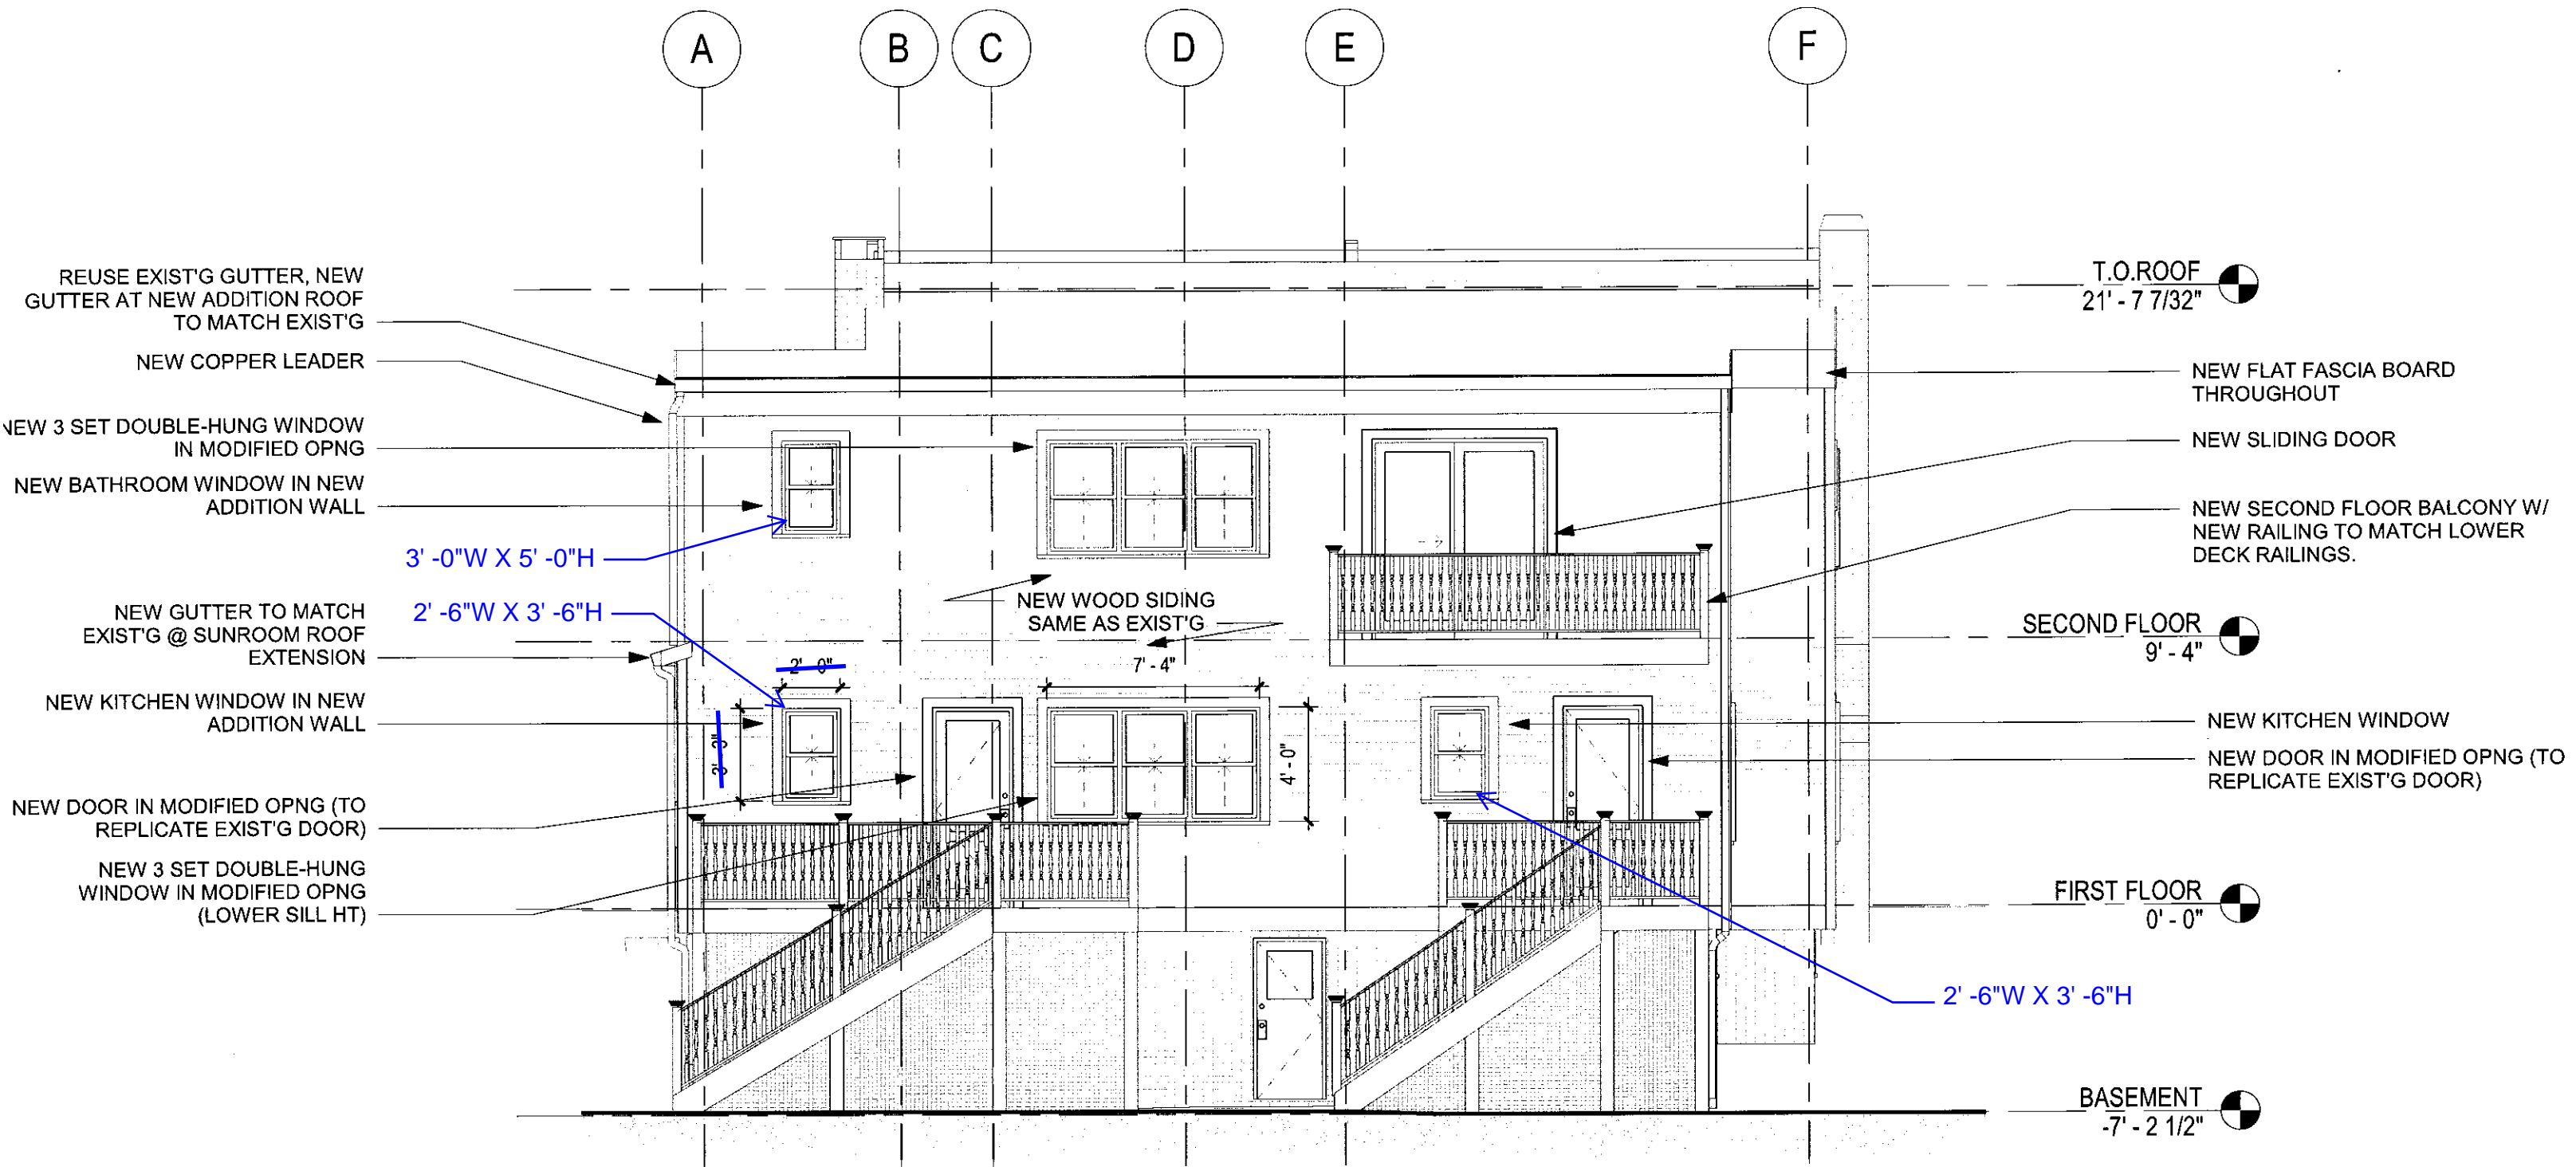 A B C D E F
REUSE EXIST'G GUTTER, NEW
GUTTER AT NEW ADDITION ROOF
TO MATCH EXIST'G
NEW COPPER LEADER
NEW 3 SET DOUBLE-HUNG WINDOW
IN MODIFIED OPNG
NEW BATHROOM WINDOW IN NEW
ADDITION WALL
3' -0"W X 5' -0"H
2' -6"W X 3' -6"H
NEW GUTTER TO MATCH
EXIST'G @ SUNROOM ROOF
EXTENSION
NEW KITCHEN WINDOW IN NEW
ADDITION WALL
NEW DOOR IN MODIFIED OPNG (TO
REPLICATE EXIST'G DOOR)
NEW 3 SET DOUBLE-HUNG
WINDOW IN MODIFIED OPNG
(LOWER SILL HT)
NEW WOOD SIDING
SAME AS EXIST'G
2' - 0"
7' - 4"
3' - 3"
4' - 0"
T.O.ROOF
21' - 7 7/32"
NEW FLAT FASCIA BOARD
THROUGHOUT
NEW SLIDING DOOR
NEW SECOND FLOOR BALCONY W/
NEW RAILING TO MATCH LOWER
DECK RAILINGS.
SECOND FLOOR
9' - 4"
NEW KITCHEN WINDOW
NEW DOOR IN MODIFIED OPNG (TO
REPLICATE EXIST'G DOOR)
FIRST FLOOR
0' - 0"
2' -6"W X 3' -6"H
BASEMENT
-7' - 2 1/2"